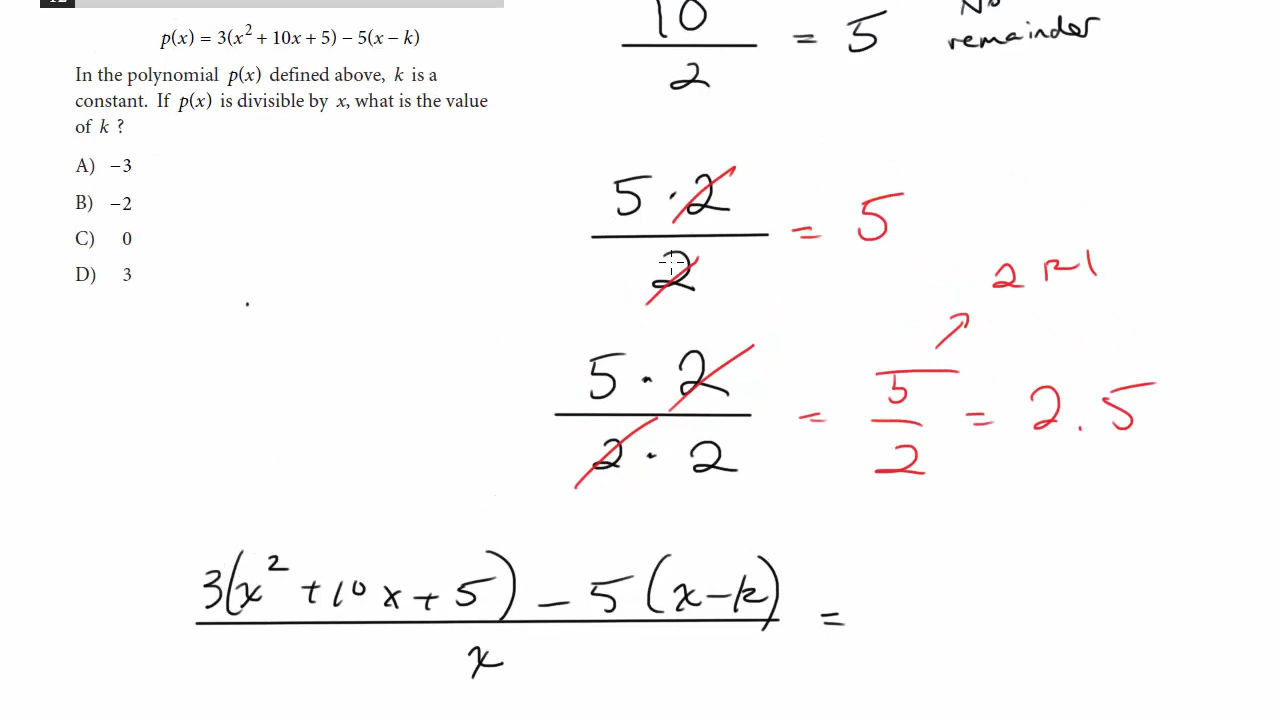 12
p(x) = 3(x² + 10x + 5) − 5(x − k)
In the polynomial p(x) defined above, k is a
constant. If p(x) is divisible by x, what is the value
of k ?
A) −3
B) −2
C) 0
D) 3
10/2 = 5 No
remainder
5 · 2/2 = 5
2 R1
5 · 2/2 · 2 = 5/2 = 2.5
3(x² + 10x + 5) − 5(x − k)/x =